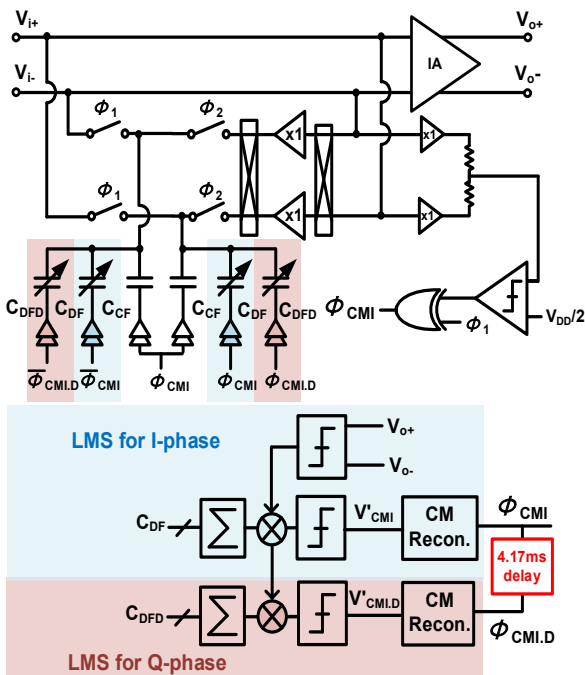 Vi+ Vo+
IA
Vi- Vo-
ϕ1 ϕ2 x1 x1
ϕ1 ϕ2 x1 x1
CDFD CDF CCF CCF CDF CDFD
ϕCMI ϕ1 VDD/2
ϕ̅CMI.D ϕ̅CMI ϕCMI ϕCMI ϕCMI.D
LMS for I-phase Vo+
Vo-
CDF Σ V'CMI CM Recon. ϕCMI
4.17ms delay
CDFD Σ V'CMI.D CM Recon. ϕCMI.D
LMS for Q-phase